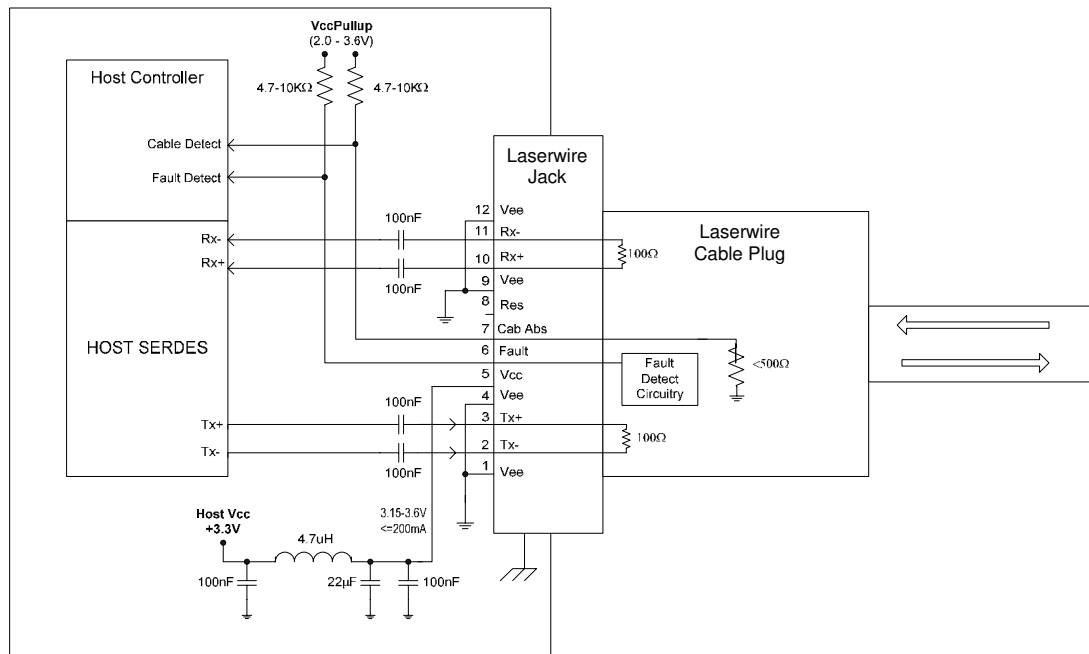 VccPullup
(2.0 - 3.6V)
Host Controller
4.7-10KΩ
4.7-10KΩ
Cable Detect
Fault Detect
Laserwire
Jack
100nF
12 Vee
Rx-
11 Rx-
Laserwire
Cable Plug
Rx+
10 Rx+
100Ω
100nF
9 Vee
8 Res
HOST SERDES
7 Cab Abs
6 Fault
Fault
Detect
Circuitry
<500Ω
5 Vcc
100nF
4 Vee
Tx+
3 Tx+
100Ω
Tx-
2 Tx-
100nF
1 Vee
Host Vcc
+3.3V
3.15-3.6V
<=200mA
4.7uH
100nF
22µF
100nF